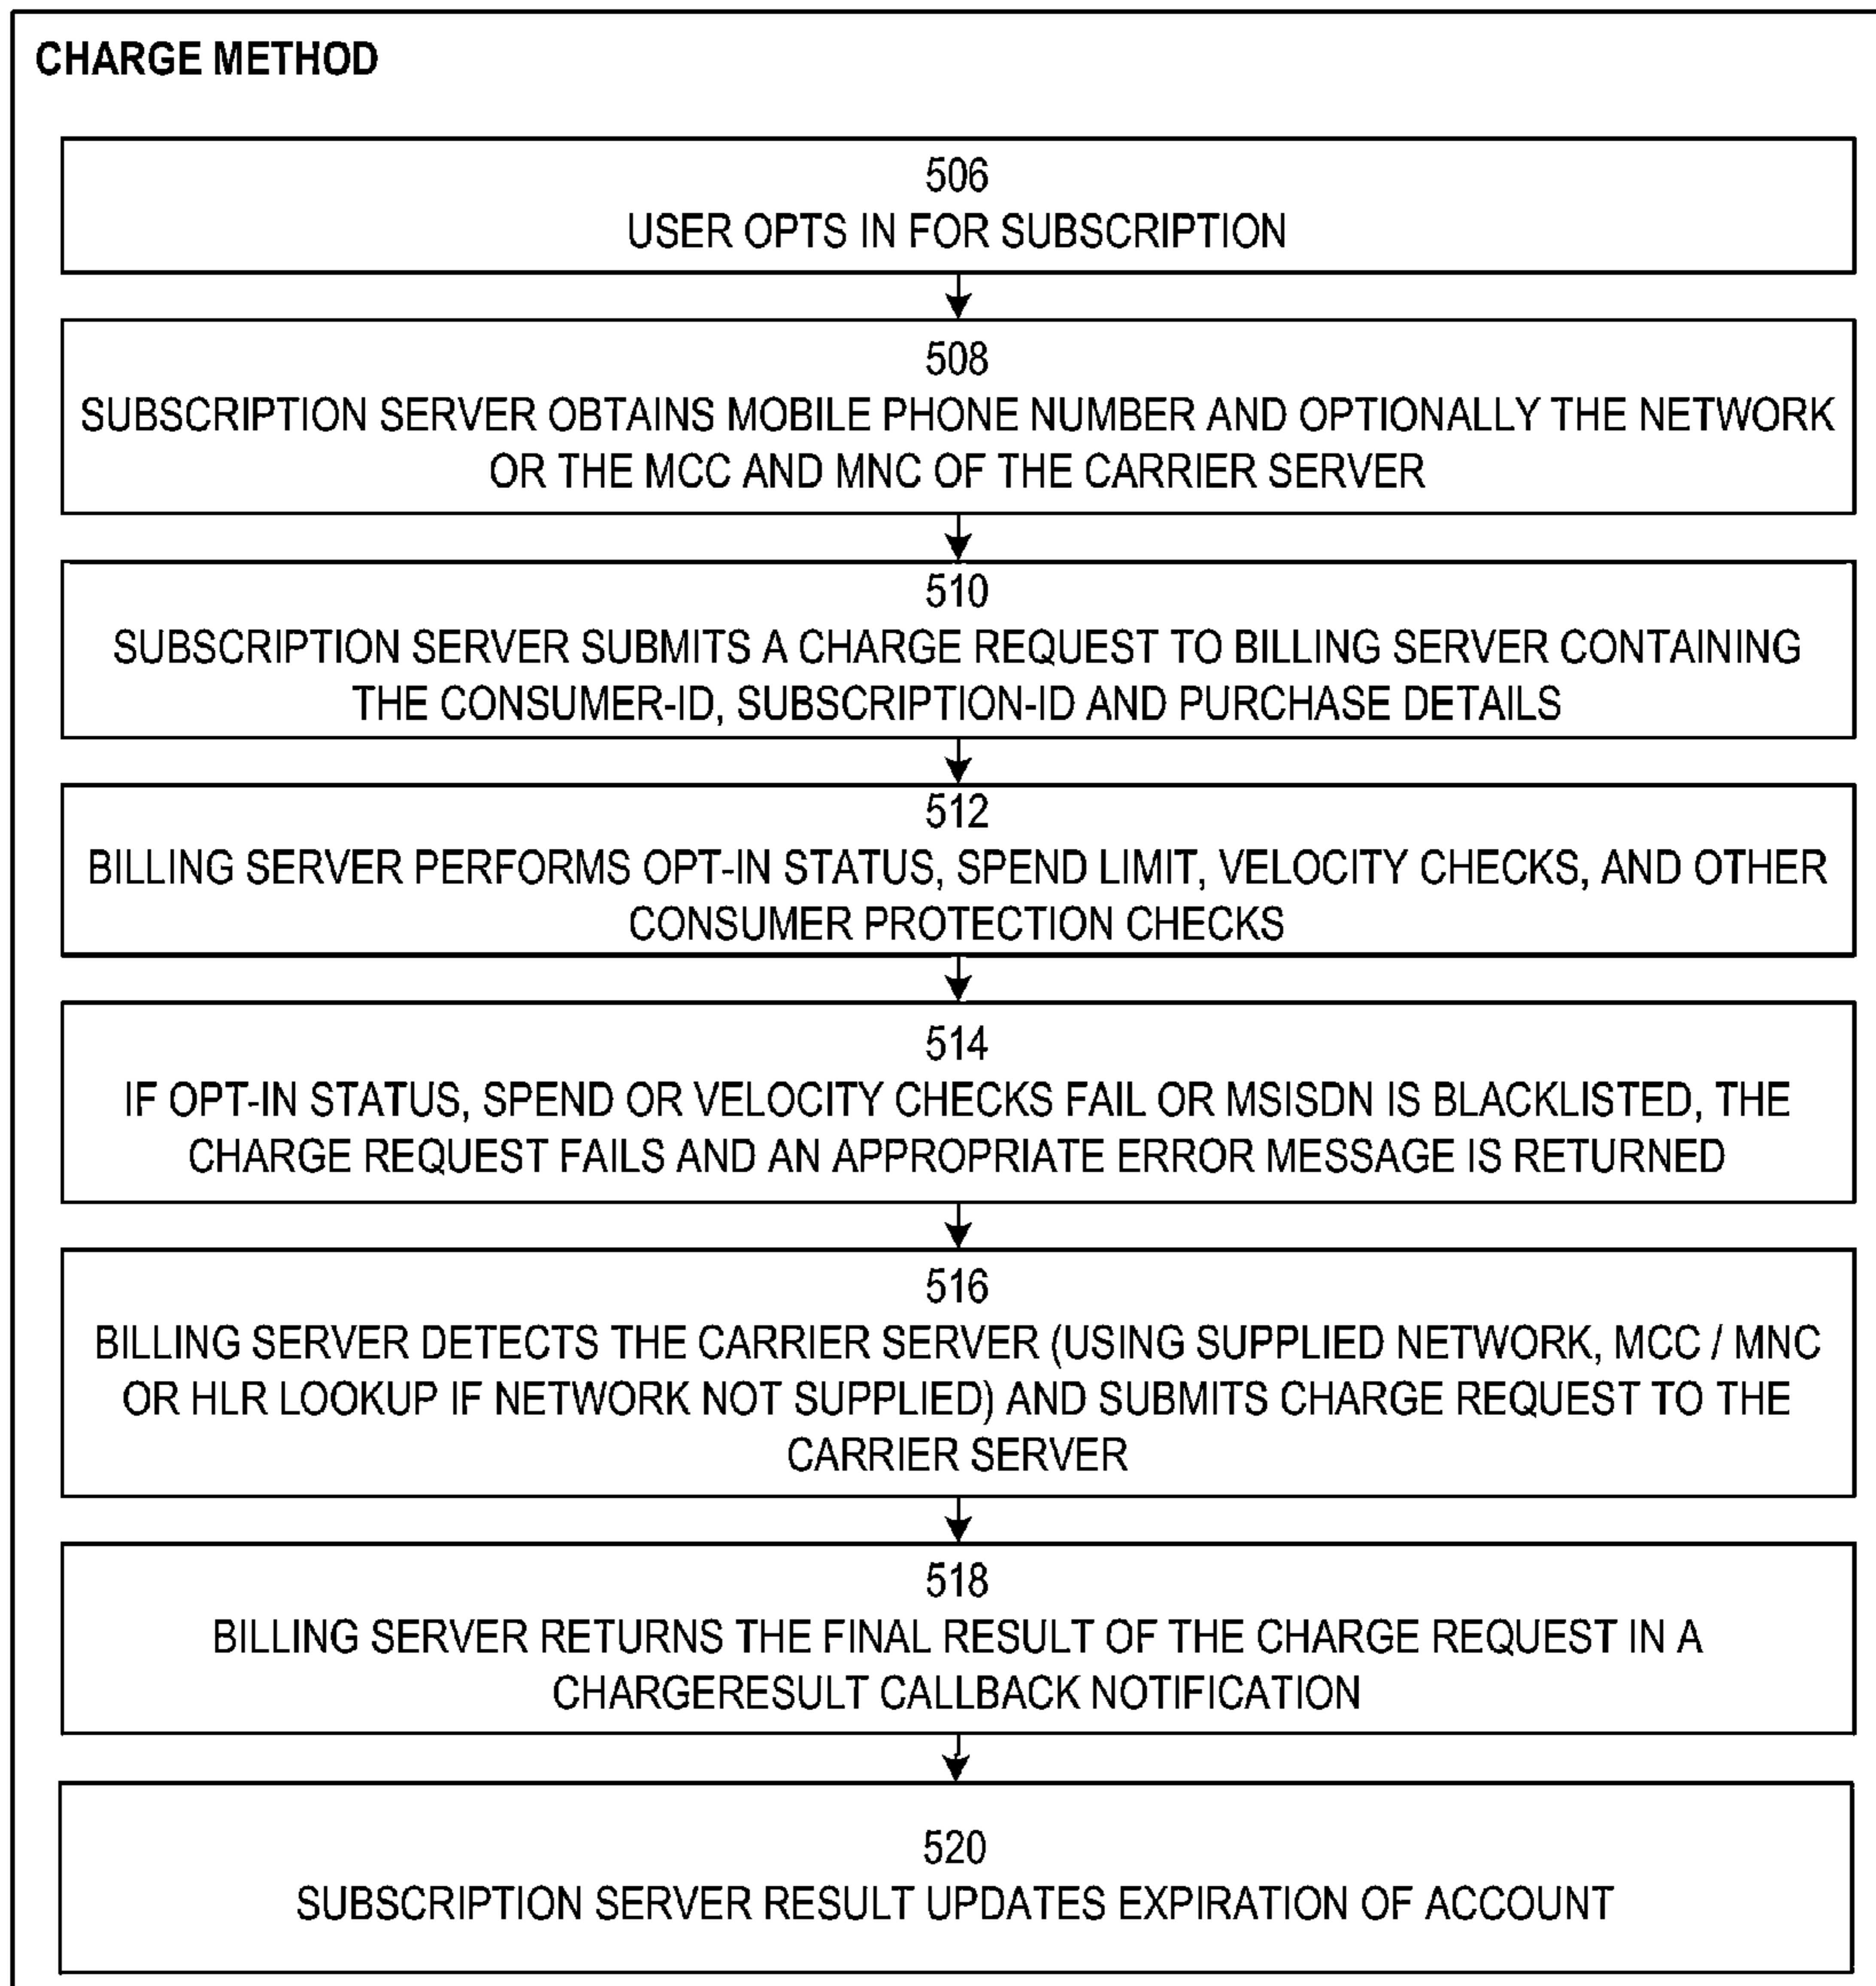 CHARGE METHOD
506
USER OPTS IN FOR SUBSCRIPTION
508
SUBSCRIPTION SERVER OBTAINS MOBILE PHONE NUMBER AND OPTIONALLY THE NETWORK
OR THE MCC AND MNC OF THE CARRIER SERVER
510
SUBSCRIPTION SERVER SUBMITS A CHARGE REQUEST TO BILLING SERVER CONTAINING
THE CONSUMER-ID, SUBSCRIPTION-ID AND PURCHASE DETAILS
512
BILLING SERVER PERFORMS OPT-IN STATUS, SPEND LIMIT, VELOCITY CHECKS, AND OTHER
CONSUMER PROTECTION CHECKS
514
IF OPT-IN STATUS, SPEND OR VELOCITY CHECKS FAIL OR MSISDN IS BLACKLISTED, THE
CHARGE REQUEST FAILS AND AN APPROPRIATE ERROR MESSAGE IS RETURNED
516
BILLING SERVER DETECTS THE CARRIER SERVER (USING SUPPLIED NETWORK, MCC / MNC
OR HLR LOOKUP IF NETWORK NOT SUPPLIED) AND SUBMITS CHARGE REQUEST TO THE
CARRIER SERVER
518
BILLING SERVER RETURNS THE FINAL RESULT OF THE CHARGE REQUEST IN A
CHARGERESULT CALLBACK NOTIFICATION
520
SUBSCRIPTION SERVER RESULT UPDATES EXPIRATION OF ACCOUNT